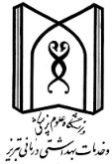 دانشگاه علوم پزشکی
و خدمات بهداشتی درمانی تبریز